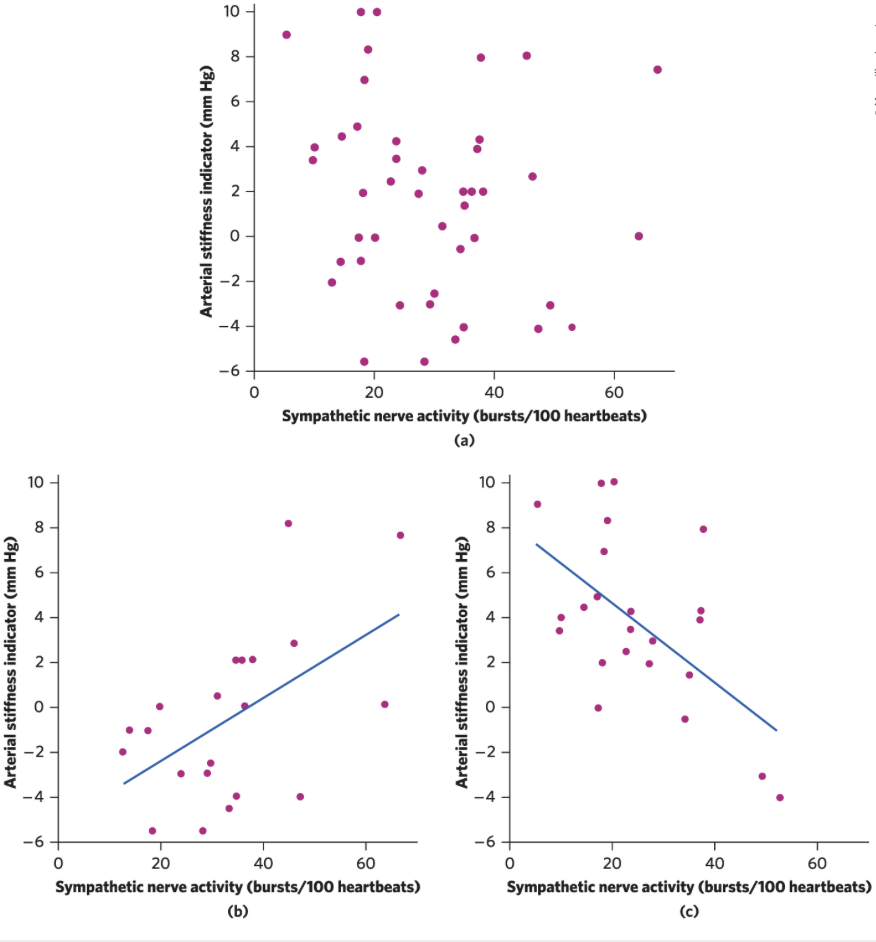 10
8
6
4
2
0
−2
−4
−6
Arterial stiffness indicator (mm Hg)
0 20 40 60
Sympathetic nerve activity (bursts/100 heartbeats)
(a)
10
8
6
4
2
0
−2
−4
−6
Arterial stiffness indicator (mm Hg)
0 20 40 60
Sympathetic nerve activity (bursts/100 heartbeats)
(b)
10
8
6
4
2
0
−2
−4
−6
Arterial stiffness indicator (mm Hg)
0 20 40 60
Sympathetic nerve activity (bursts/100 heartbeats)
(c)